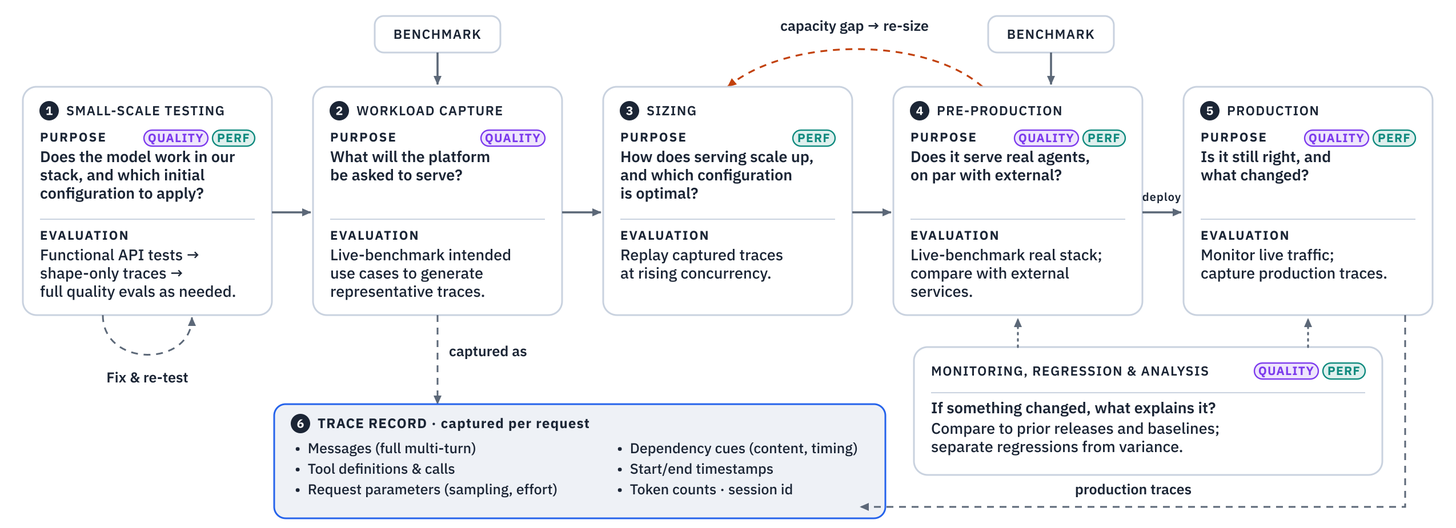 BENCHMARK
capacity gap → re-size
BENCHMARK
1 SMALL-SCALE TESTING
PURPOSE QUALITY PERF
Does the model work in our
stack, and which initial
configuration to apply?
EVALUATION
Functional API tests →
shape-only traces →
full quality evals as needed.
Fix & re-test
2 WORKLOAD CAPTURE
PURPOSE QUALITY
What will the platform
be asked to serve?
EVALUATION
Live-benchmark intended
use cases to generate
representative traces.
captured as
3 SIZING
PURPOSE PERF
How does serving scale up,
and which configuration
is optimal?
EVALUATION
Replay captured traces
at rising concurrency.
4 PRE-PRODUCTION
PURPOSE QUALITY PERF
Does it serve real agents,
on par with external?
EVALUATION
Live-benchmark real stack;
compare with external
services.
deploy
5 PRODUCTION
PURPOSE QUALITY PERF
Is it still right, and
what changed?
EVALUATION
Monitor live traffic;
capture production traces.
6 TRACE RECORD · captured per request
• Messages (full multi-turn)
• Tool definitions & calls
• Request parameters (sampling, effort)
• Dependency cues (content, timing)
• Start/end timestamps
• Token counts · session id
MONITORING, REGRESSION & ANALYSIS QUALITY PERF
If something changed, what explains it?
Compare to prior releases and baselines;
separate regressions from variance.
production traces